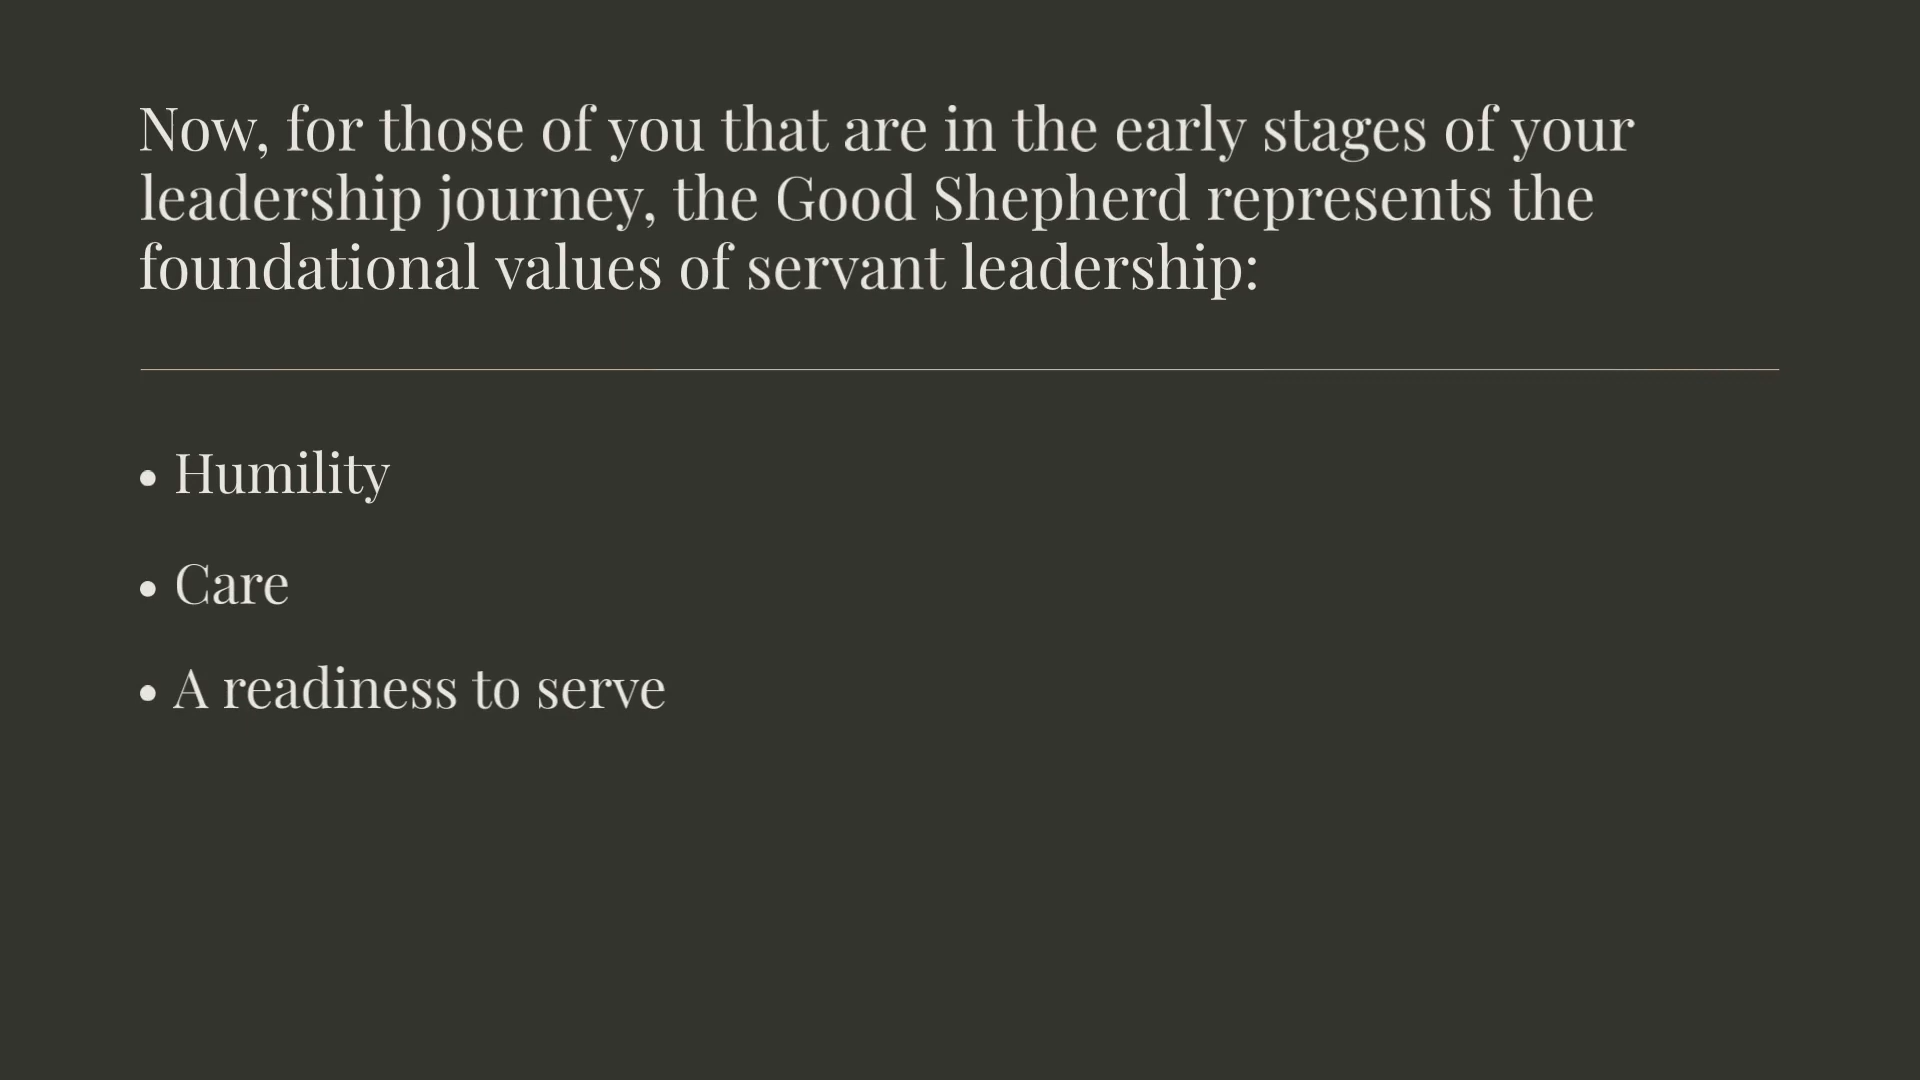 Now, for those of you that are in the early stages of your
leadership journey, the Good Shepherd represents the
foundational values of servant leadership:
• Humility
• Care
• A readiness to serve